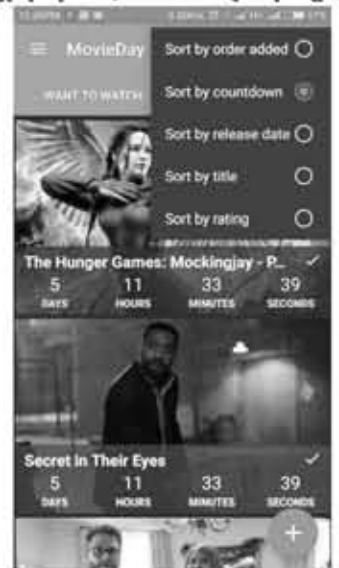 MovieDay
WANT TO WATCH
Sort by order added
Sort by countdown
Sort by release date
Sort by title
Sort by rating
The Hunger Games: Mockingjay - P...
5 11 33 39
DAYS HOURS MINUTES SECONDS
Secret In Their Eyes
5 11 33 39
DAYS HOURS MINUTES SECONDS
+